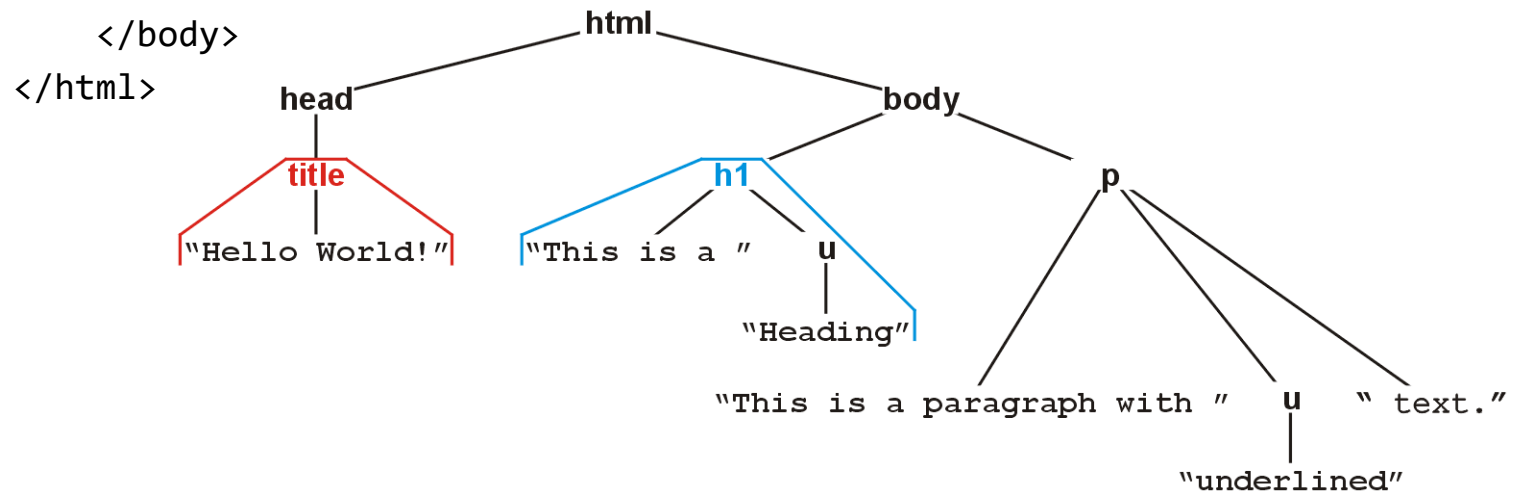 html
</body>
</html>
head body
title h1 p
“Hello World!” “This is a ” u
“Heading”
“This is a paragraph with ” u “ text.”
“underlined”